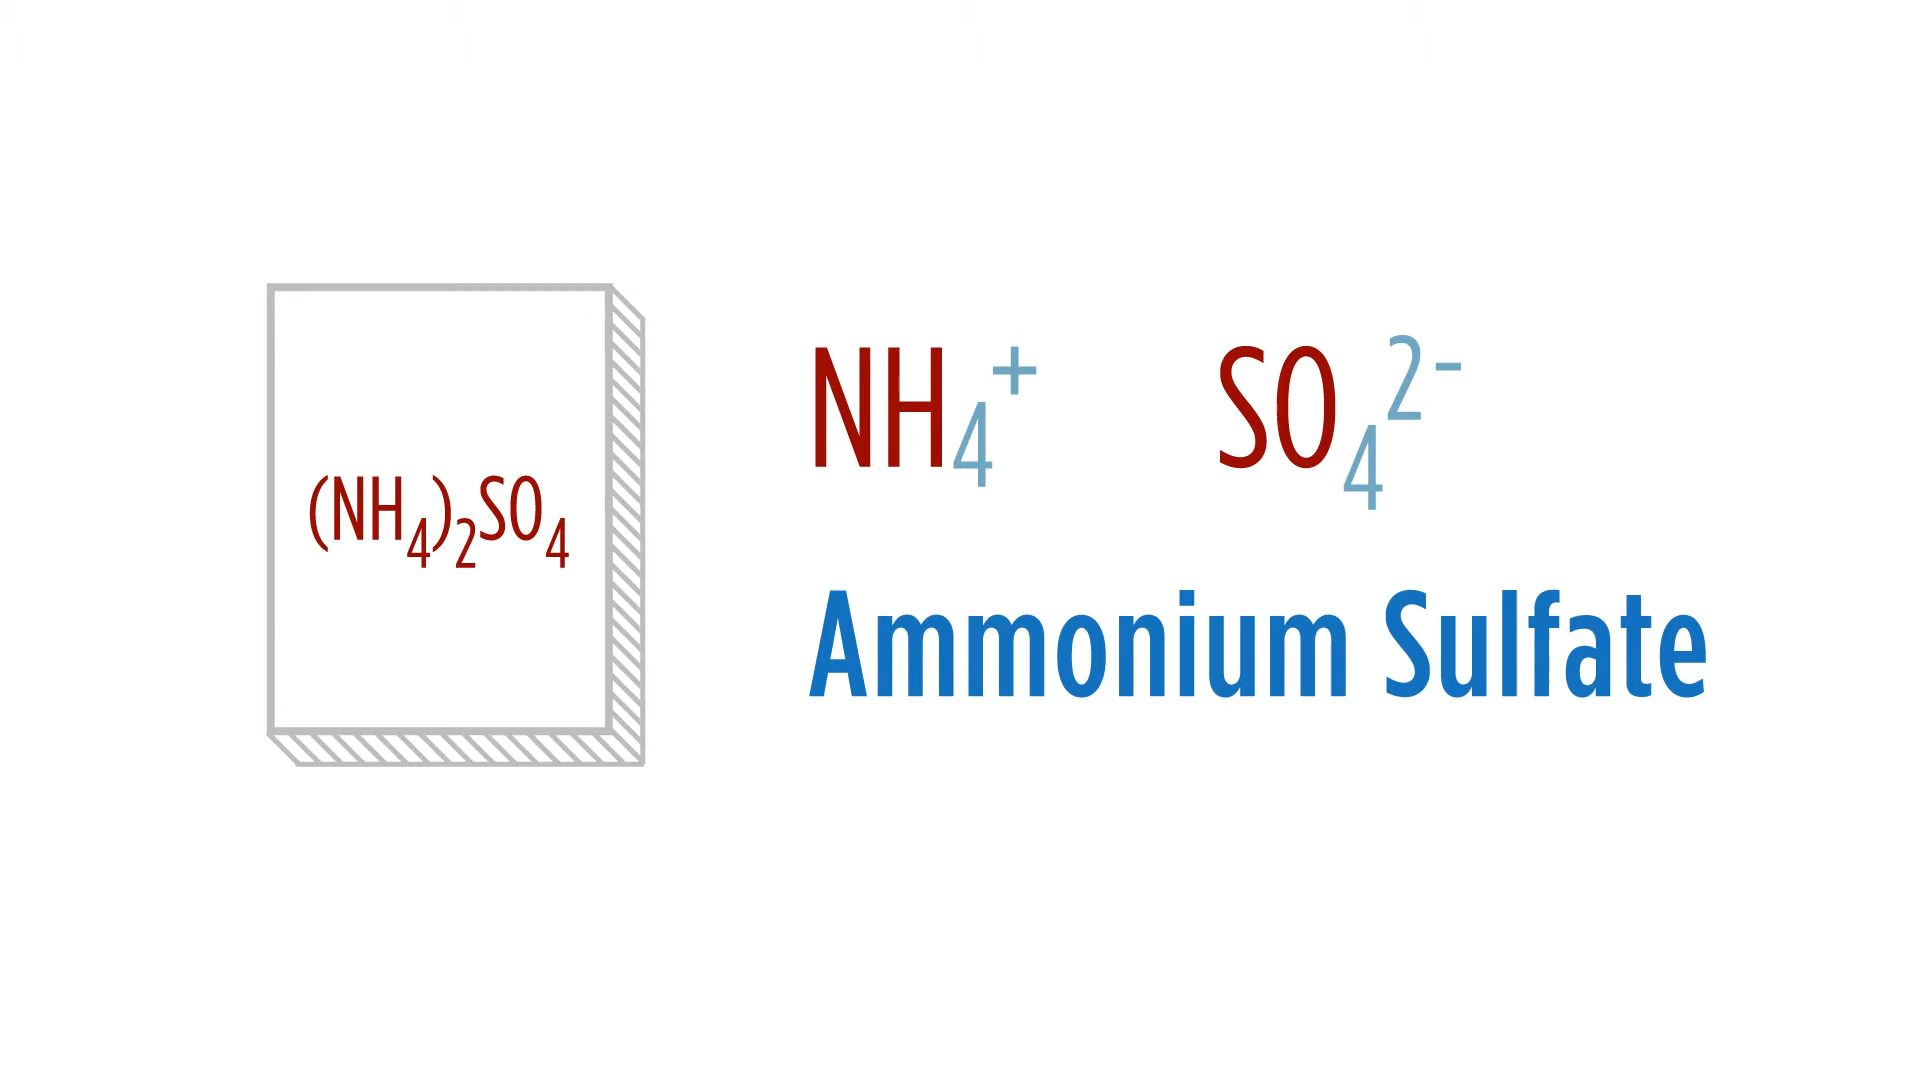 (NH₄)₂SO₄
NH₄⁺ SO₄²⁻
Ammonium Sulfate